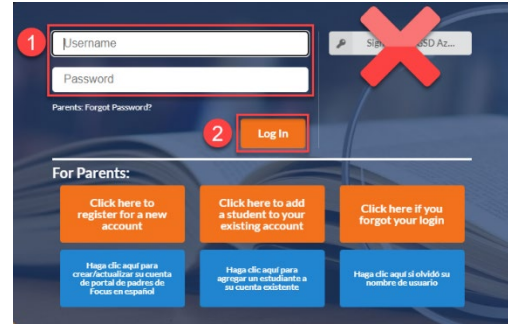 1
Username
Password
Parents: Forgot Password?
2
Log In
SD Az...
For Parents:
Click here to
register for a new
account
Click here to add
a student to your
existing account
Click here if you
forgot your login
Haga clic aquí para
crear/actualizar su cuenta
de portal de padres de
Focus en español
Haga clic aquí para
agregar un estudiante a
su cuenta existente
Haga clic aquí si olvidó su
nombre de usuario